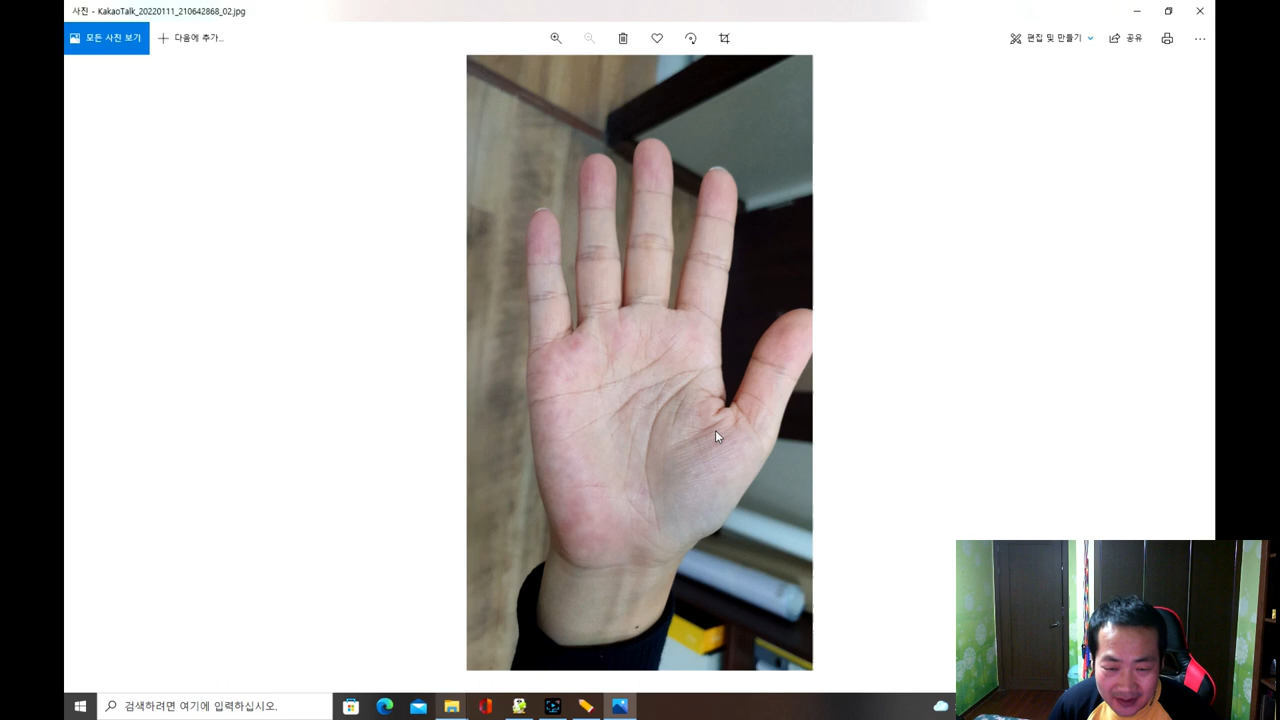 사진 - KakaoTalk_20220111_210642868_02.jpg
모든 사진 보기
다음에 추가...
편집 및 만들기
공유
검색하려면 여기에 입력하십시오.